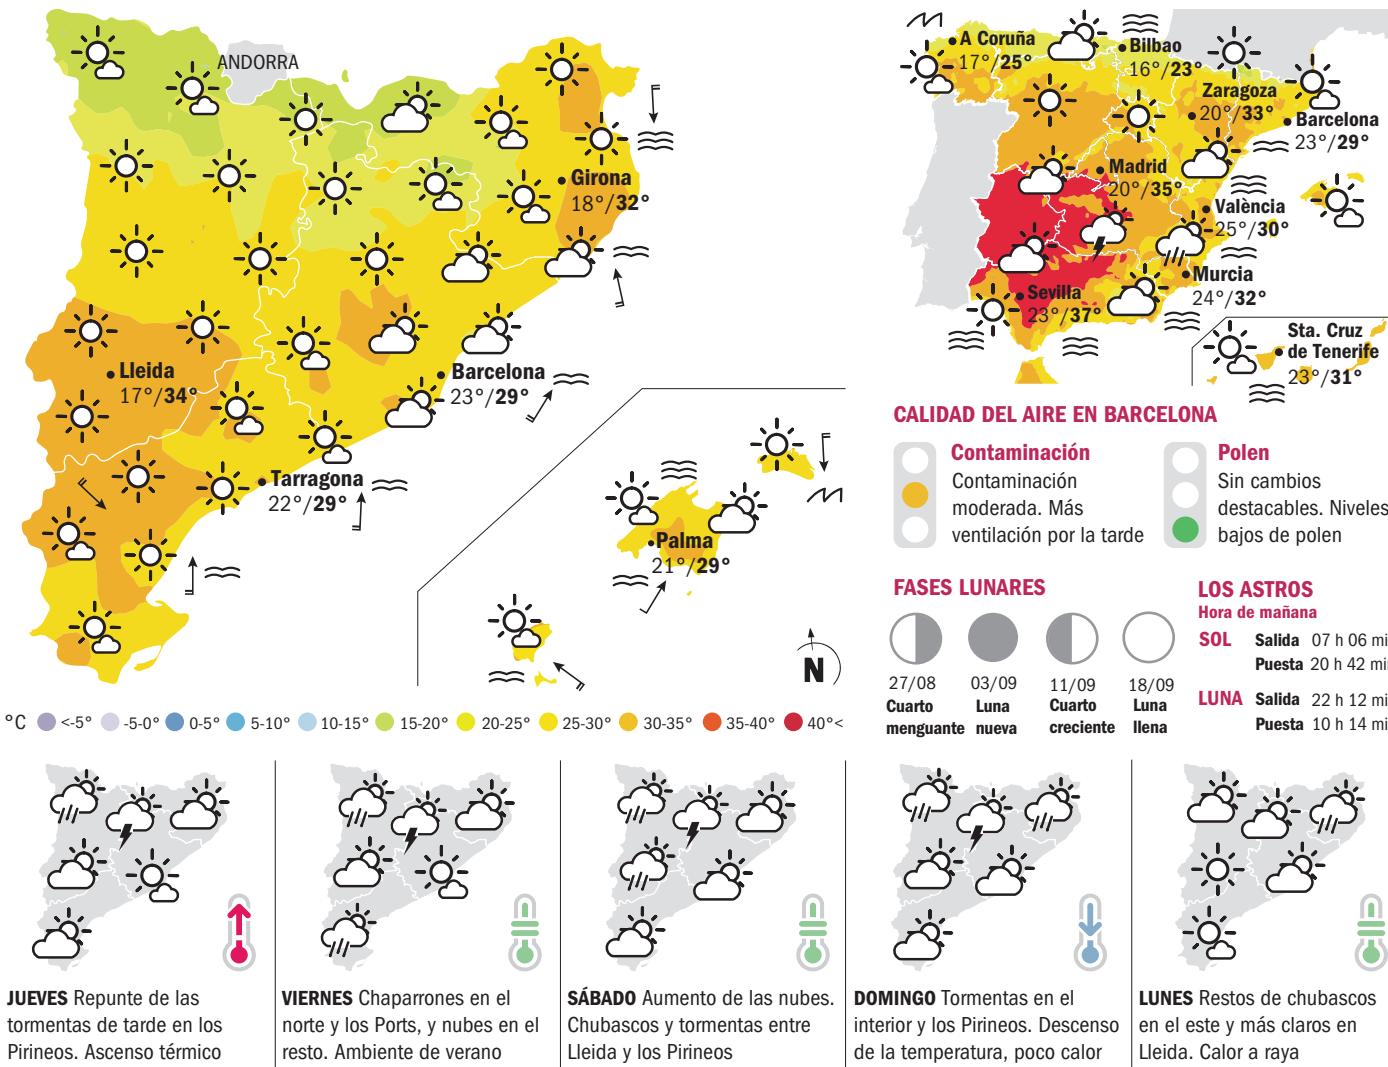 ANDORRA
Girona
18°/32°
Lleida
17°/34°
Barcelona
23°/29°
Tarragona
22°/29°
Palma
21°/29°
N
A Coruña
17°/25°
Bilbao
16°/23°
Zaragoza
20°/33°
Barcelona
23°/29°
Madrid
20°/35°
València
25°/30°
Murcia
24°/32°
Sevilla
23°/37°
Sta. Cruz
de Tenerife
23°/31°
CALIDAD DEL AIRE EN BARCELONA
Contaminación
Contaminación
moderada. Más
ventilación por la tarde
Polen
Sin cambios
destacables. Niveles
bajos de polen
FASES LUNARES
27/08
Cuarto
menguante
03/09
Luna
nueva
11/09
Cuarto
creciente
18/09
Luna
llena
LOS ASTROS
Hora de mañana
SOL Salida 07 h 06 mi
Puesta 20 h 42 mi
LUNA Salida 22 h 12 mi
Puesta 10 h 14 mi
°C <-5° -5-0° 0-5° 5-10° 10-15° 15-20° 20-25° 25-30° 30-35° 35-40° 40°<
JUEVES Repunte de las
tormentas de tarde en los
Pirineos. Ascenso térmico
VIERNES Chaparrones en el
norte y los Ports, y nubes en el
resto. Ambiente de verano
SÁBADO Aumento de las nubes.
Chubascos y tormentas entre
Lleida y los Pirineos
DOMINGO Tormentas en el
interior y los Pirineos. Descenso
de la temperatura, poco calor
LUNES Restos de chubascos
en el este y más claros en
Lleida. Calor a raya